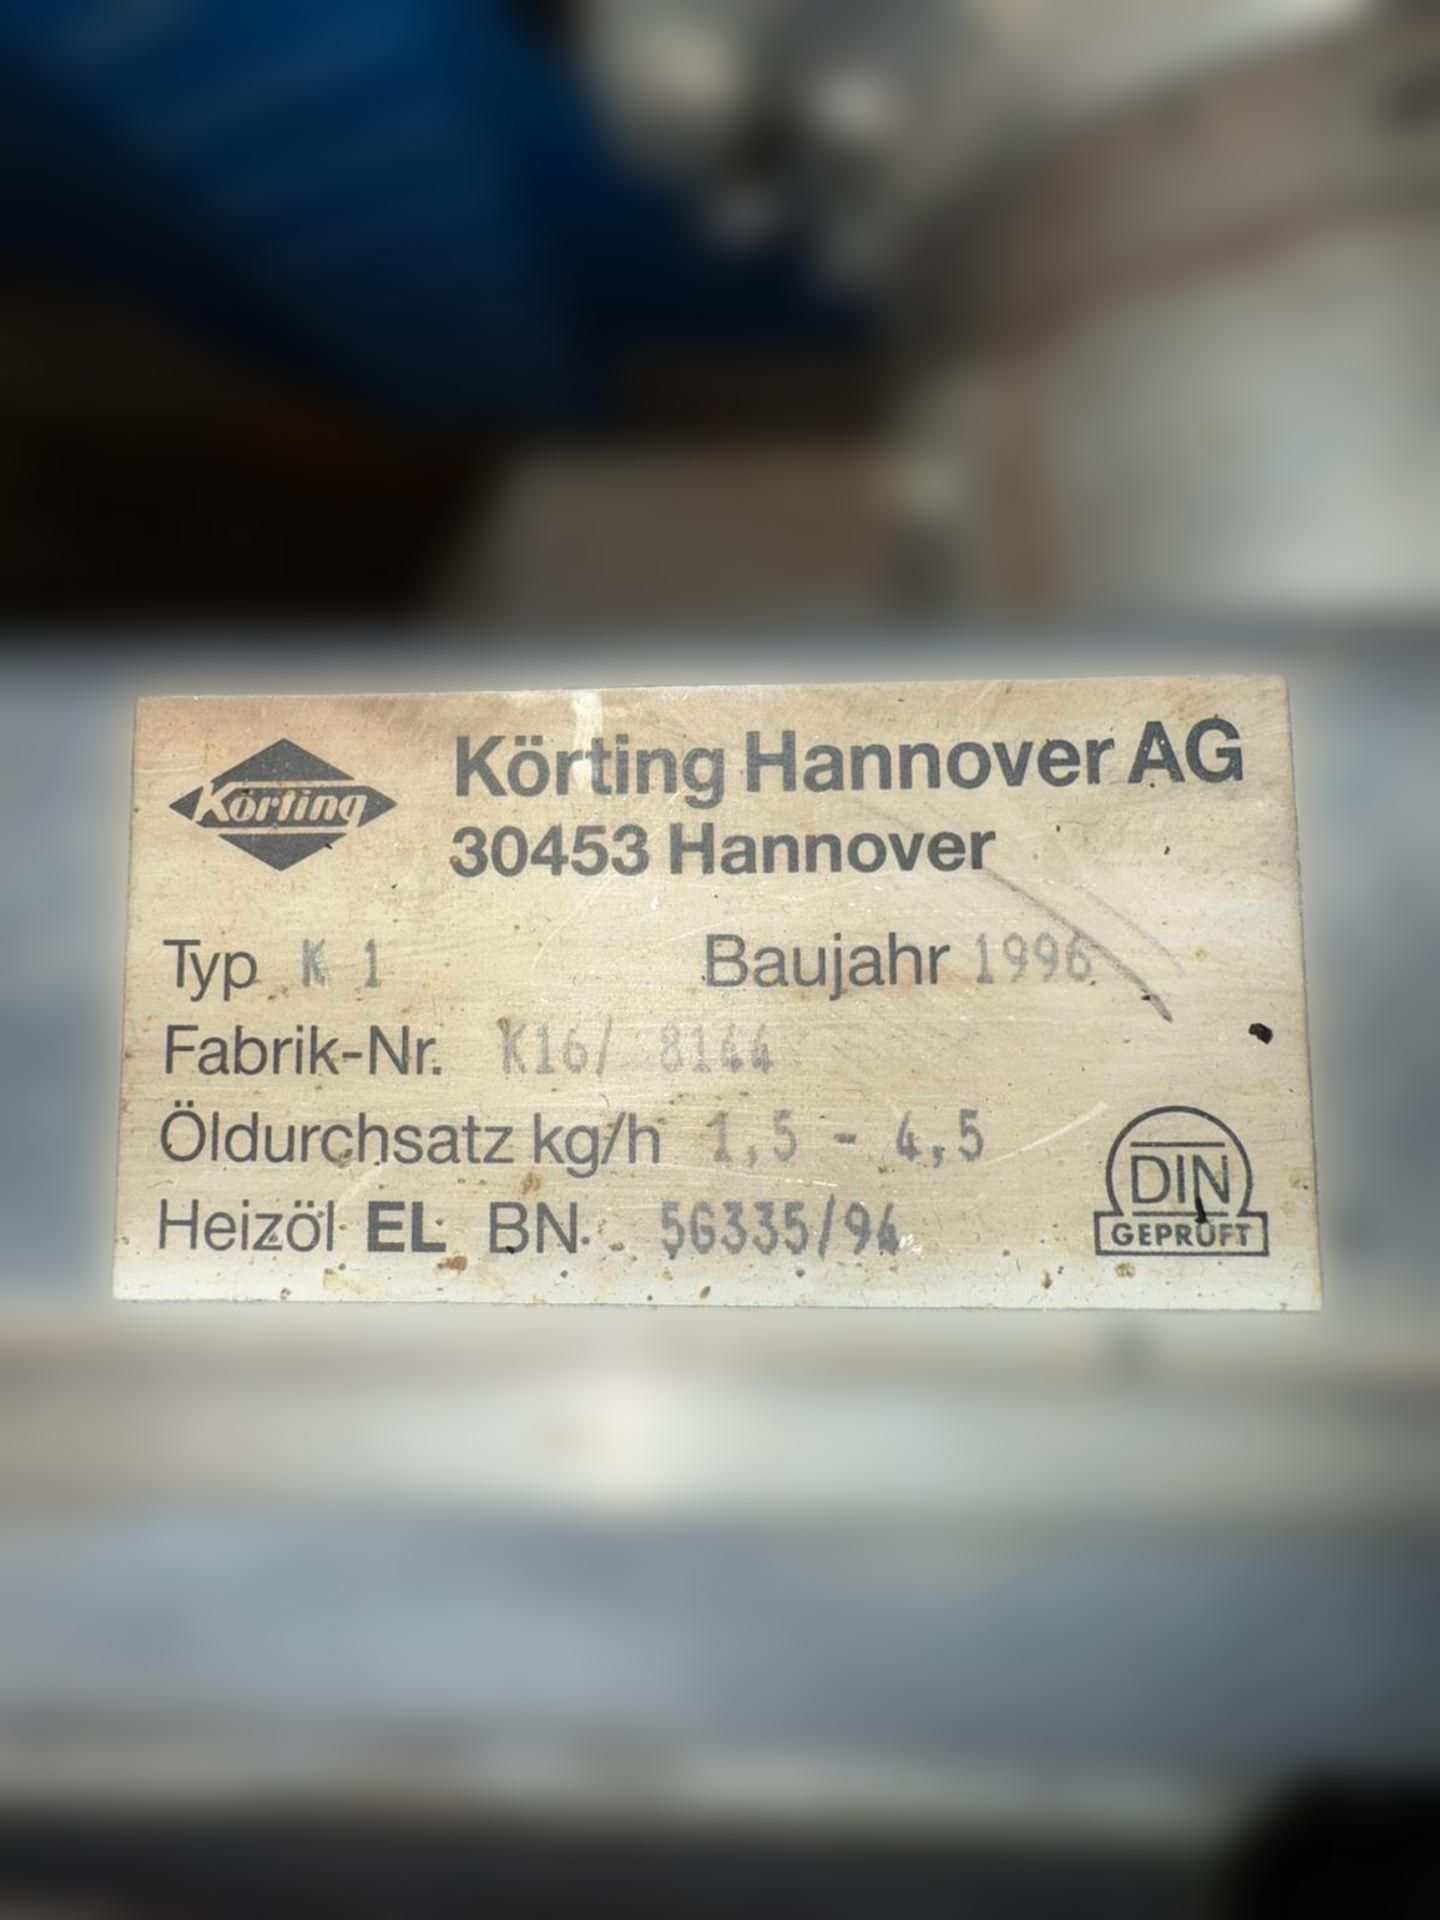 Körting
Körting Hannover AG
30453 Hannover
Typ K 1 Baujahr 1996
Fabrik-Nr. K16/ 8144
Öldurchsatz kg/h 1,5 - 4,5
Heizöl EL BN. 5G335/94
DIN
GEPRÜFT